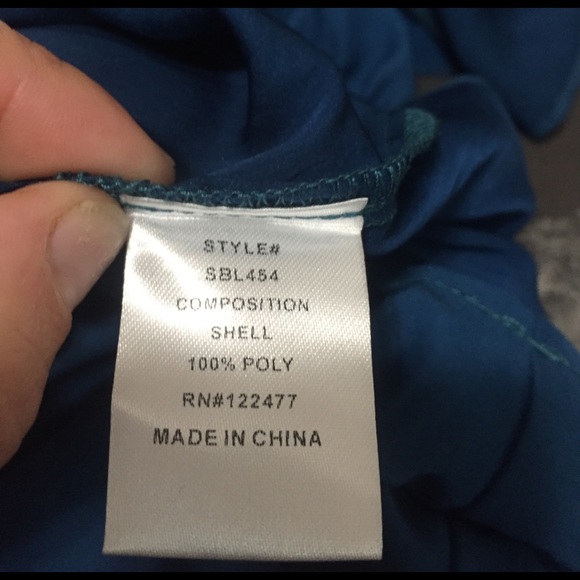 STYLE#
SBL454
COMPOSITION
SHELL
100% POLY
RN#122477
MADE IN CHINA